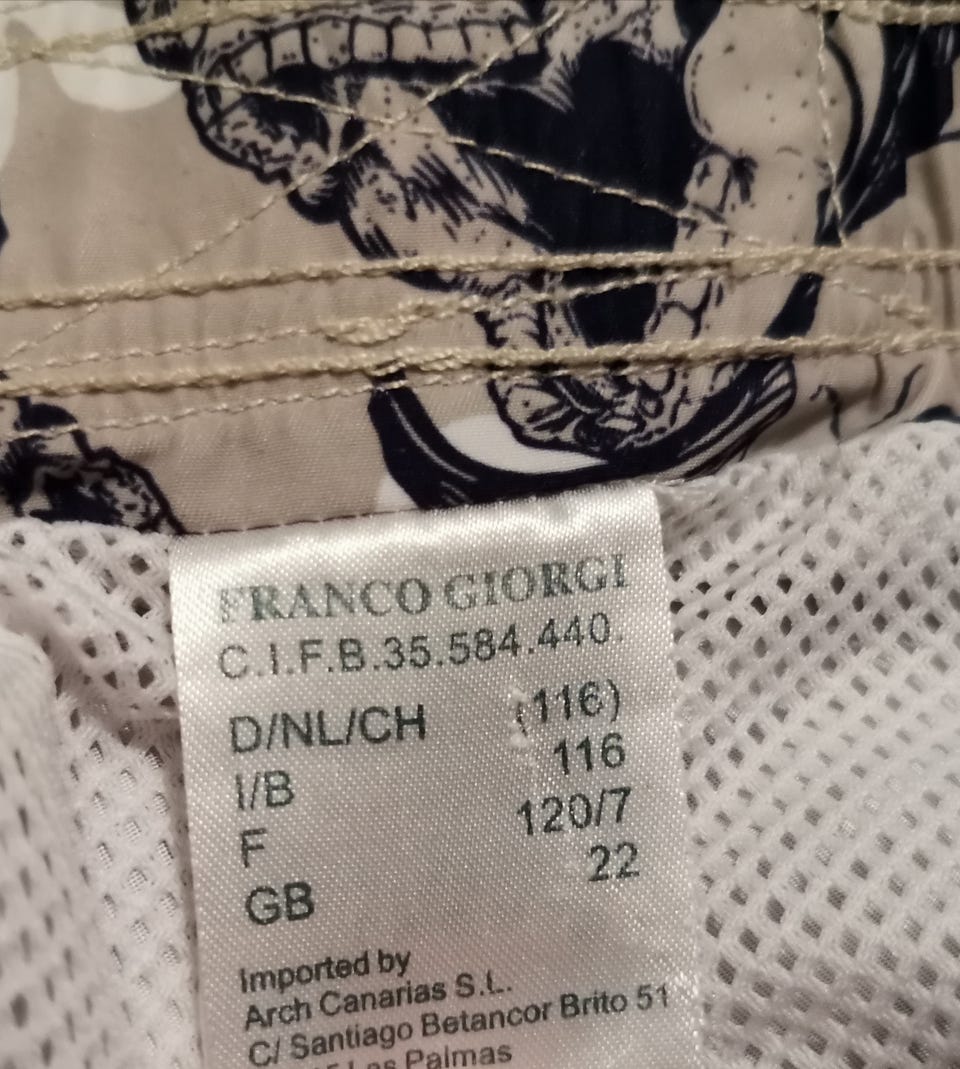 FRANCO GIORGI
C.I.F.B.35.584.440.
D/NL/CH (116)
I/B 116
F 120/7
GB 22
Imported by
Arch Canarias S.L.
C/ Santiago Betancor Brito 51
Las Palmas